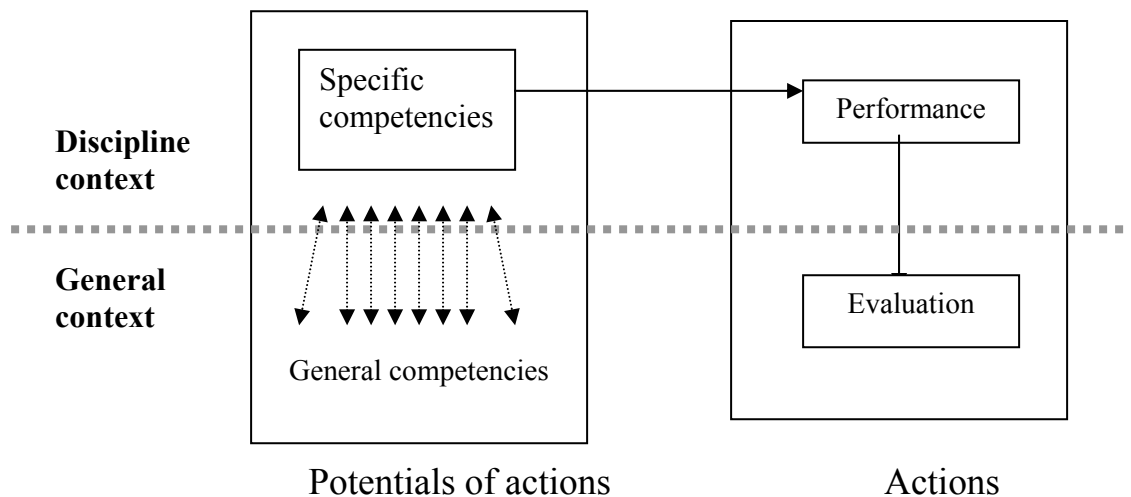 Specific
competencies
Performance
Discipline
context
General
context
Evaluation
General competencies
Potentials of actions
Actions